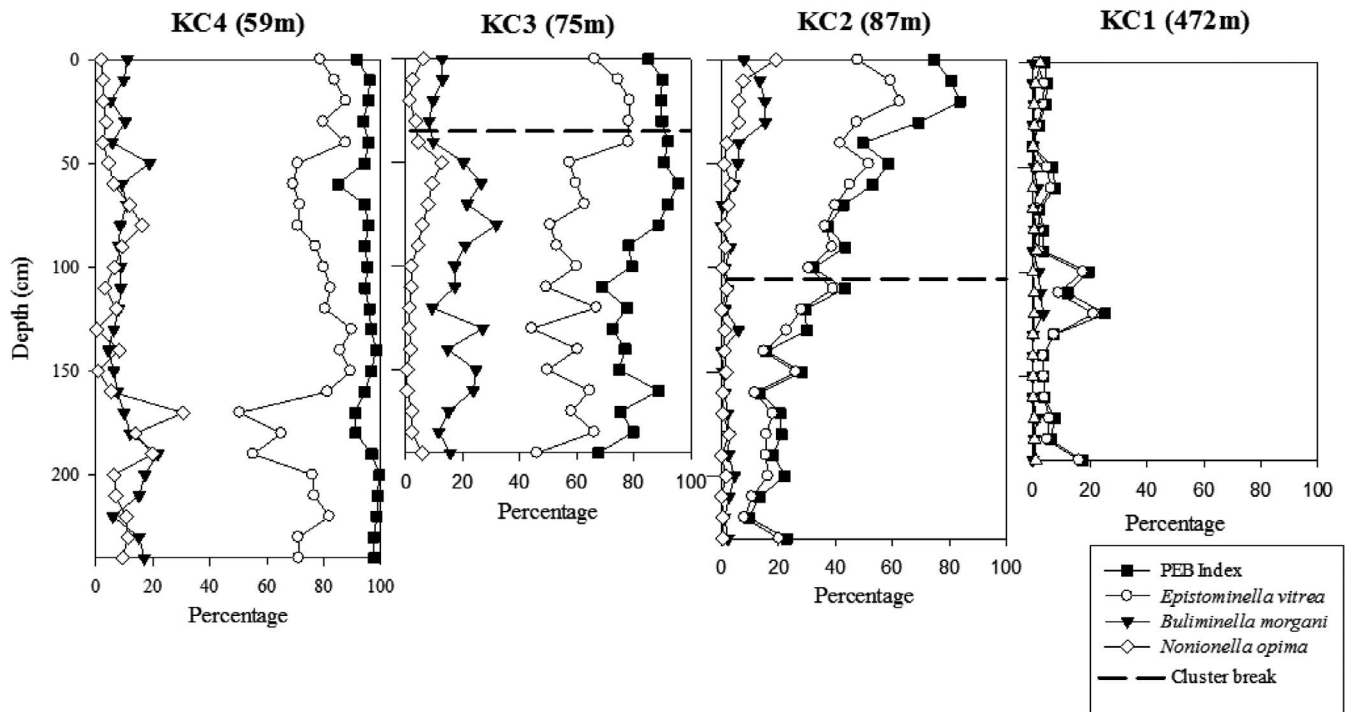 KC4 (59m)
KC3 (75m)
KC2 (87m)
KC1 (472m)
Depth (cm)
0
50
100
150
200
0 20 40 60 80 100
Percentage
0 20 40 60 80 100
Percentage
0 20 40 60 80 100
Percentage
0 20 40 60 80 100
Percentage
PEB Index
Epistominella vitrea
Buliminella morgani
Nonionella opima
Cluster break